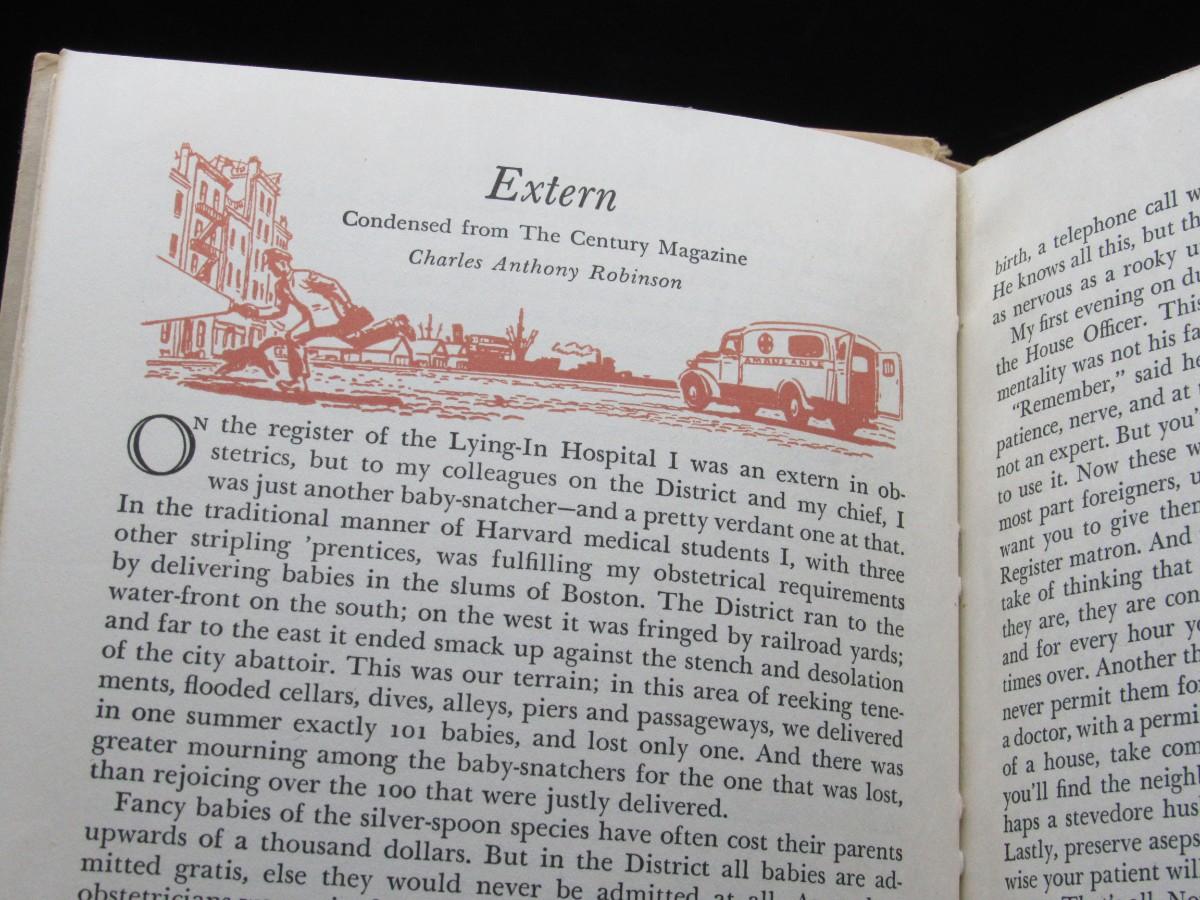 Extern
Condensed from The Century Magazine
Charles Anthony Robinson
AMBULANCE
ON the register of the Lying-In Hospital I was an extern in ob-
stetrics, but to my colleagues on the District and my chief, I
was just another baby-snatcher—and a pretty verdant one at that.
In the traditional manner of Harvard medical students I, with three
other stripling 'prentices, was fulfilling my obstetrical requirements
by delivering babies in the slums of Boston. The District ran to the
water-front on the south; on the west it was fringed by railroad yards;
and far to the east it ended smack up against the stench and desolation
of the city abattoir. This was our terrain; in this area of reeking tene-
ments, flooded cellars, dives, alleys, piers and passageways, we delivered
in one summer exactly 101 babies, and lost only one. And there was
greater mourning among the baby-snatchers for the one that was lost,
than rejoicing over the 100 that were justly delivered.
Fancy babies of the silver-spoon species have often cost their parents
upwards of a thousand dollars. But in the District all babies are ad-
mitted gratis, else they would never be admitted at all.
obstetricians
birth, a telephone call
He knows all this, but
as nervous as a rooky
My first evening on
the House Officer. This
mentality was not his
"Remember," said
patience, nerve, and at
not an expert. But you'
to use it. Now these
most part foreigners,
want you to give
Register matron. And
take of thinking that
they are, they are
and for every hour
times over. Another
never permit them
a doctor, with a
of a house, take
you'll find the
haps a stevedore
Lastly, preserve
wise your patient will